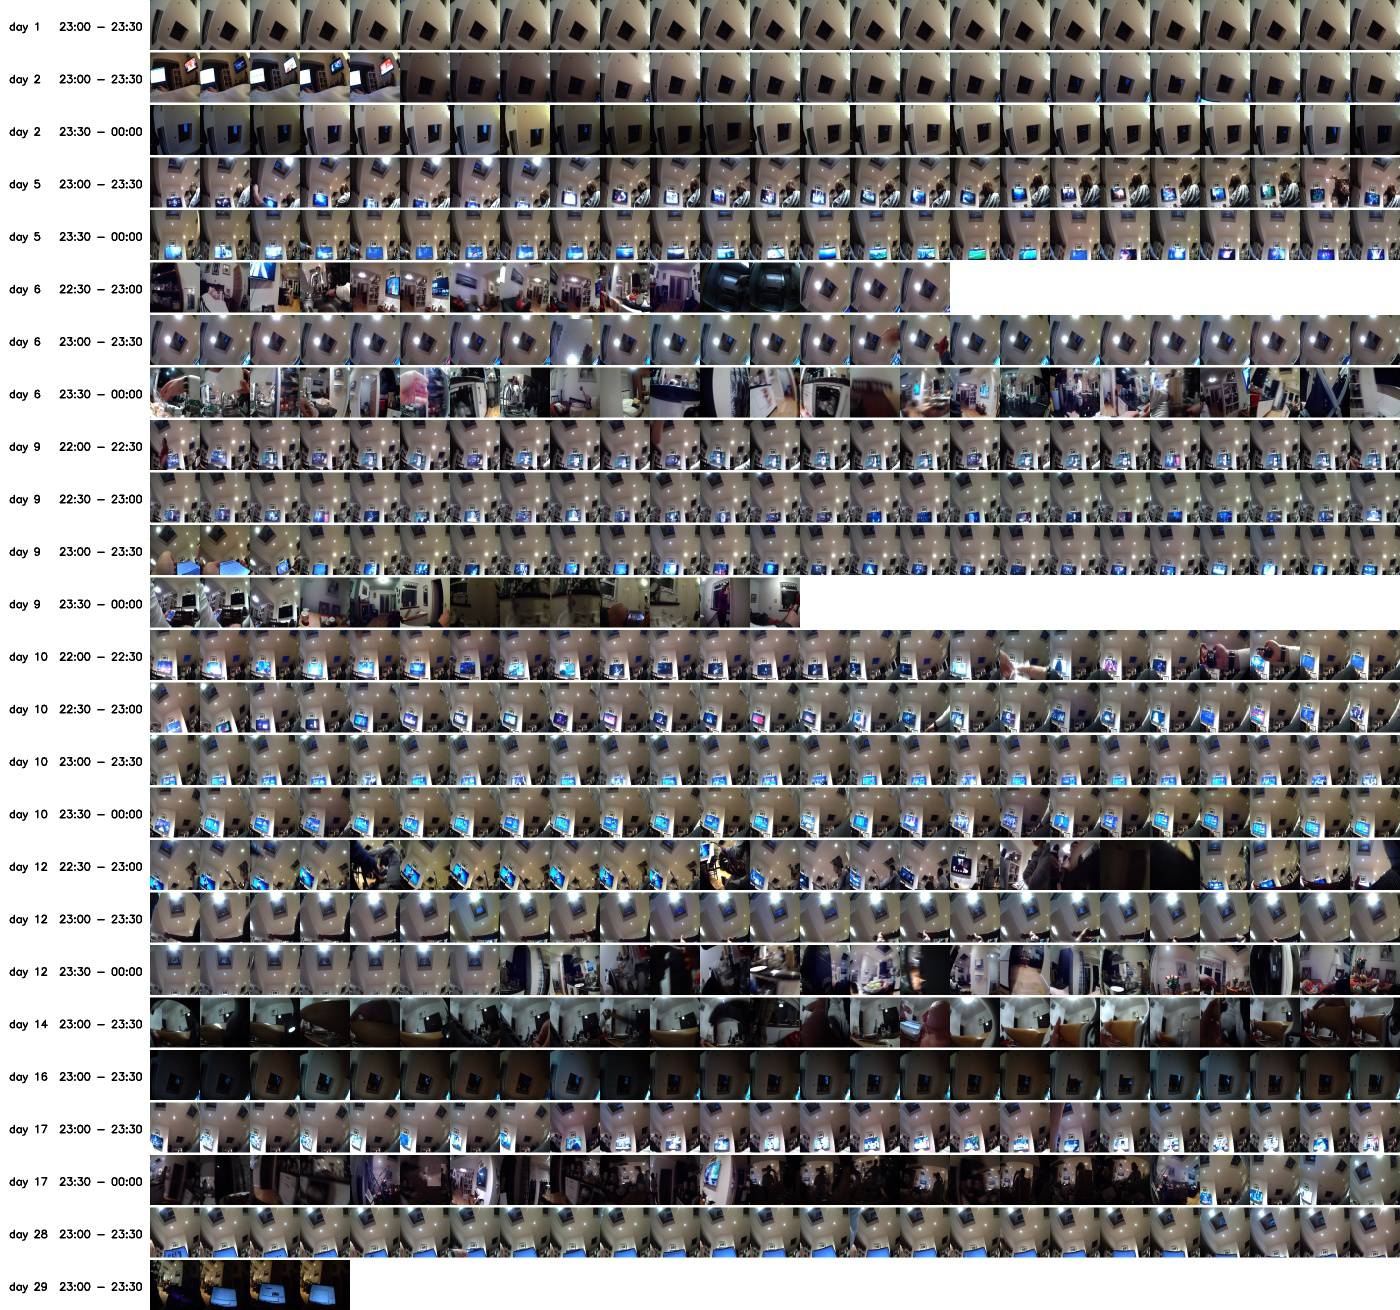 day 1 23:00 – 23:30
day 2 23:00 – 23:30
day 2 23:30 – 00:00
day 5 23:00 – 23:30
day 5 23:30 – 00:00
day 6 22:30 – 23:00
day 6 23:00 – 23:30
day 6 23:30 – 00:00
day 9 22:00 – 22:30
day 9 22:30 – 23:00
day 9 23:00 – 23:30
day 9 23:30 – 00:00
day 10 22:00 – 22:30
day 10 22:30 – 23:00
day 10 23:00 – 23:30
day 10 23:30 – 00:00
day 12 22:30 – 23:00
day 12 23:00 – 23:30
day 12 23:30 – 00:00
day 14 23:00 – 23:30
day 16 23:00 – 23:30
day 17 23:00 – 23:30
day 17 23:30 – 00:00
day 28 23:00 – 23:30
day 29 23:00 – 23:30